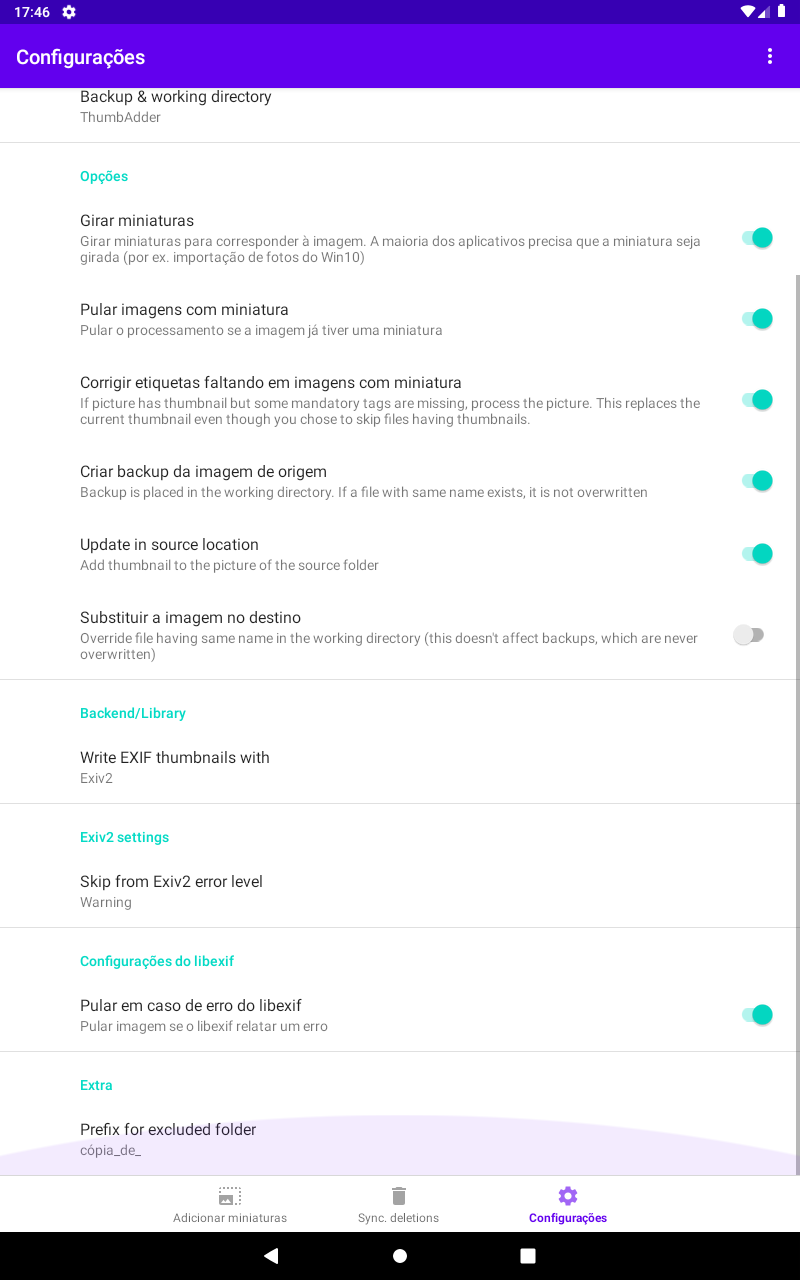 17:46
Configurações
Backup & working directory
ThumbAdder
Opções
Girar miniaturas
Girar miniaturas para corresponder à imagem. A maioria dos aplicativos precisa que a miniatura seja
girada (por ex. importação de fotos do Win10)
Pular imagens com miniatura
Pular o processamento se a imagem já tiver uma miniatura
Corrigir etiquetas faltando em imagens com miniatura
If picture has thumbnail but some mandatory tags are missing, process the picture. This replaces the
current thumbnail even though you chose to skip files having thumbnails.
Criar backup da imagem de origem
Backup is placed in the working directory. If a file with same name exists, it is not overwritten
Update in source location
Add thumbnail to the picture of the source folder
Substituir a imagem no destino
Override file having same name in the working directory (this doesn't affect backups, which are never
overwritten)
Backend/Library
Write EXIF thumbnails with
Exiv2
Exiv2 settings
Skip from Exiv2 error level
Warning
Configurações do libexif
Pular em caso de erro do libexif
Pular imagem se o libexif relatar um erro
Extra
Prefix for excluded folder
cópia_de_
Adicionar miniaturas
Sync. deletions
Configurações